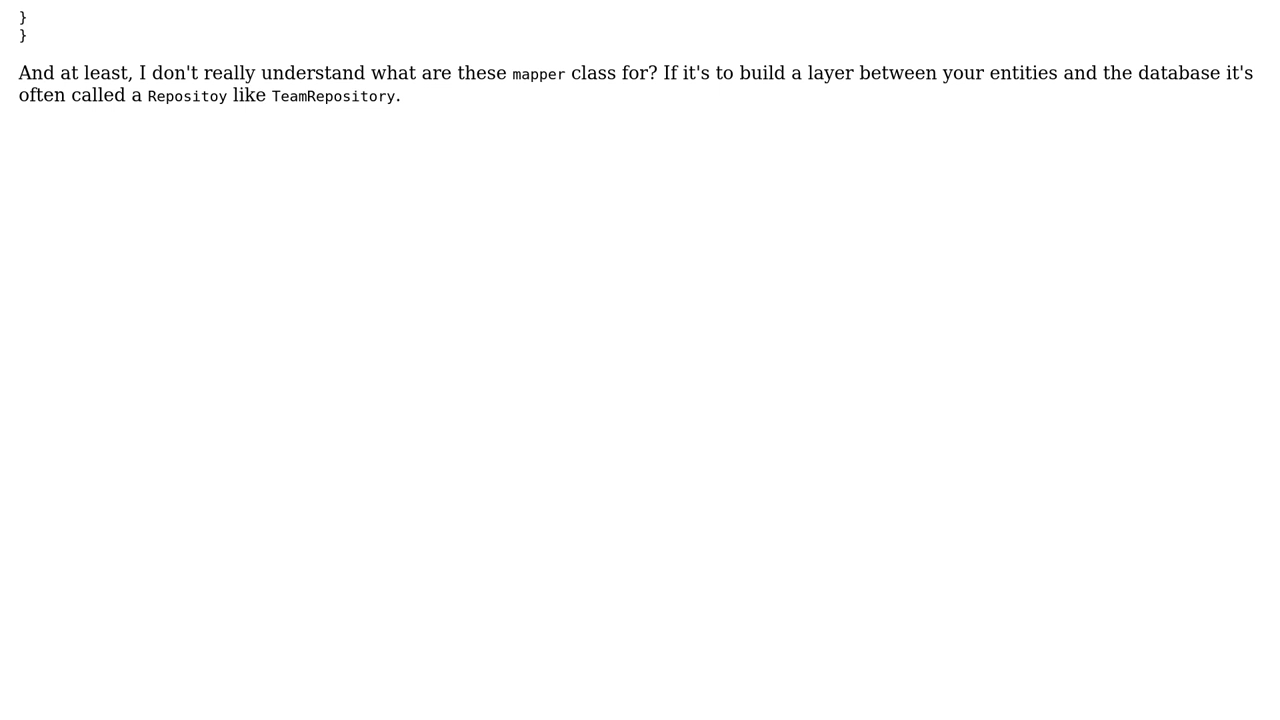 }
}
And at least, I don't really understand what are these mapper class for? If it's to build a layer between your entities and the database it's
often called a Repositoy like TeamRepository.